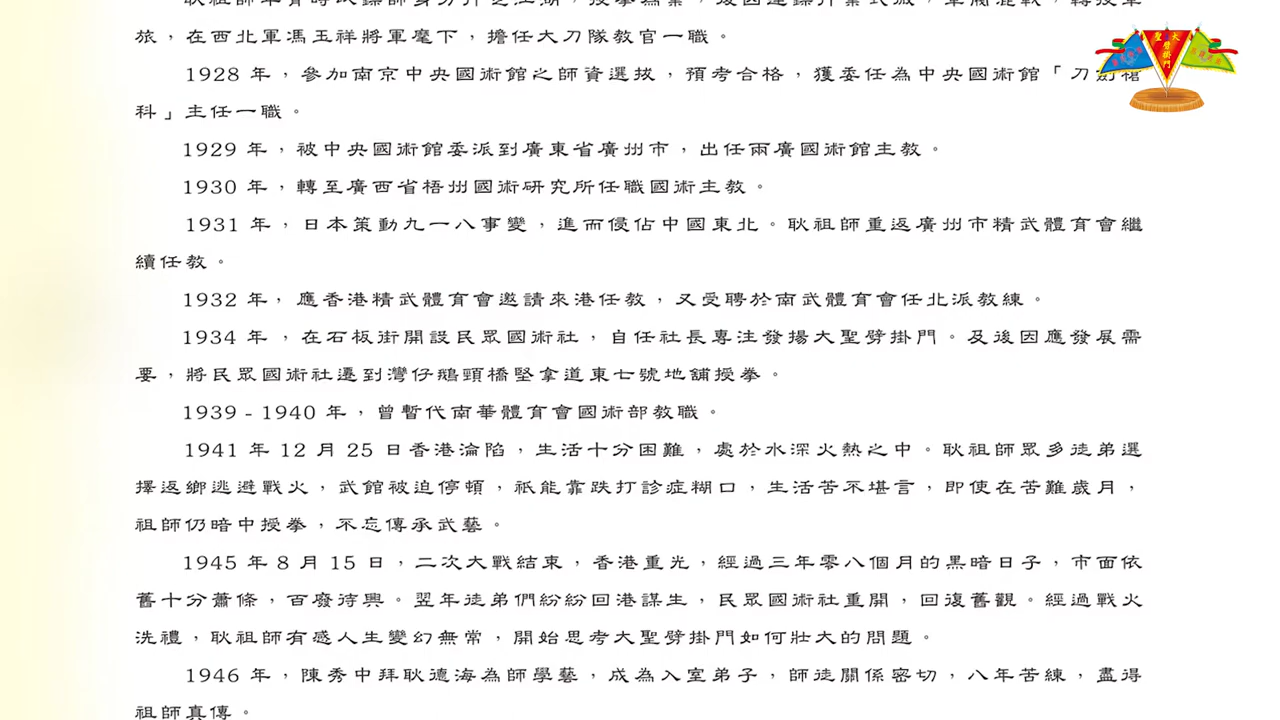 旅，在西北軍馮玉祥將軍麾下，擔任大刀隊教官一職。
1928 年，參加南京中央國術館之師資選拔，預考合格，獲委任為中央國術館「刀劍槍
科」主任一職。
1929 年，被中央國術館委派到廣東省廣州市，出任兩廣國術館主教。
1930 年，轉至廣西省梧州國術研究所任職國術主教。
1931 年，日本策動九一八事變，進而侵佔中國東北。耿祖師重返廣州市精武體育會繼
續任教。
1932 年，應香港精武體育會邀請來港任教，又受聘於南武體育會任北派教練。
1934 年，在石板街開設民眾國術社，自任社長專注發揚大聖劈掛門。及後因應發展需
要，將民眾國術社遷到灣仔鵝頸橋堅拿道東七號地舖授拳。
1939 - 1940 年，曾暫代南華體育會國術部教職。
1941 年 12 月 25 日香港淪陷，生活十分困難，處於水深火熱之中。耿祖師眾多徒弟選
擇返鄉逃避戰火，武館被迫停頓，祇能靠跌打診症糊口，生活苦不堪言，即使在苦難歲月，
祖師仍暗中授拳，不忘傳承武藝。
1945 年 8 月 15 日，二次大戰結束，香港重光，經過三年零八個月的黑暗日子，市面依
舊十分蕭條，百廢待興。翌年徒弟們紛紛回港謀生，民眾國術社重開，回復舊觀。經過戰火
洗禮，耿祖師有感人生變幻無常，開始思考大聖劈掛門如何壯大的問題。
1946 年，陳秀中拜耿德海為師學藝，成為入室弟子，師徒關係密切，八年苦練，盡得
祖師真傳。
大聖
劈掛門